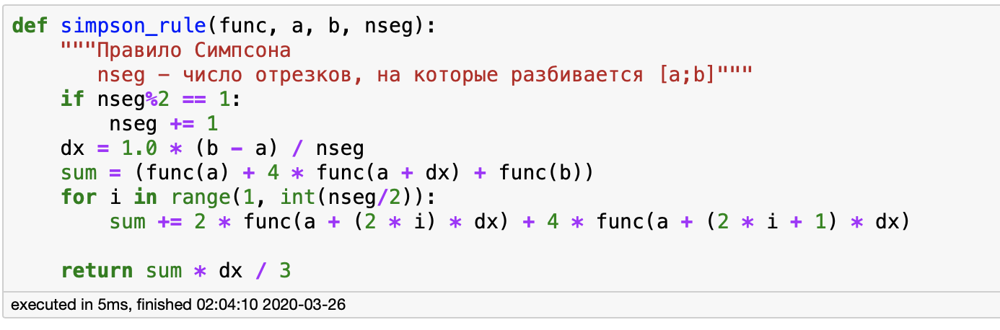 def simpson_rule(func, a, b, nseg):
    """Правило Симпсона
       nseg – число отрезков, на которые разбивается [a;b]"""
    if nseg%2 == 1:
        nseg += 1
    dx = 1.0 * (b - a) / nseg
    sum = (func(a) + 4 * func(a + dx) + func(b))
    for i in range(1, int(nseg/2)):
        sum += 2 * func(a + (2 * i) * dx) + 4 * func(a + (2 * i + 1) * dx)
    return sum * dx / 3
executed in 5ms, finished 02:04:10 2020-03-26